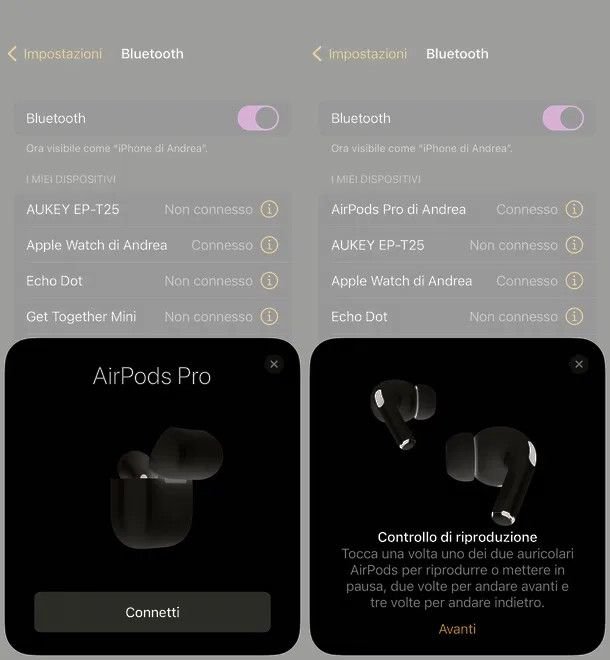 Impostazioni Bluetooth
Bluetooth
Ora visibile come “iPhone di Andrea”.
I MIEI DISPOSITIVI
AUKEY EP-T25 Non connesso
Apple Watch di Andrea Connesso
Echo Dot Non connesso
Get Together Mini Non connesso
AirPods Pro
Connetti
Impostazioni Bluetooth
Bluetooth
Ora visibile come “iPhone di Andrea”.
I MIEI DISPOSITIVI
AirPods Pro di Andrea Connesso
AUKEY EP-T25 Non connesso
Apple Watch di Andrea Connesso
Echo Dot Non connesso
Controllo di riproduzione
Tocca una volta uno dei due auricolari
AirPods per riprodurre o mettere in
pausa, due volte per andare avanti e
tre volte per andare indietro.
Avanti